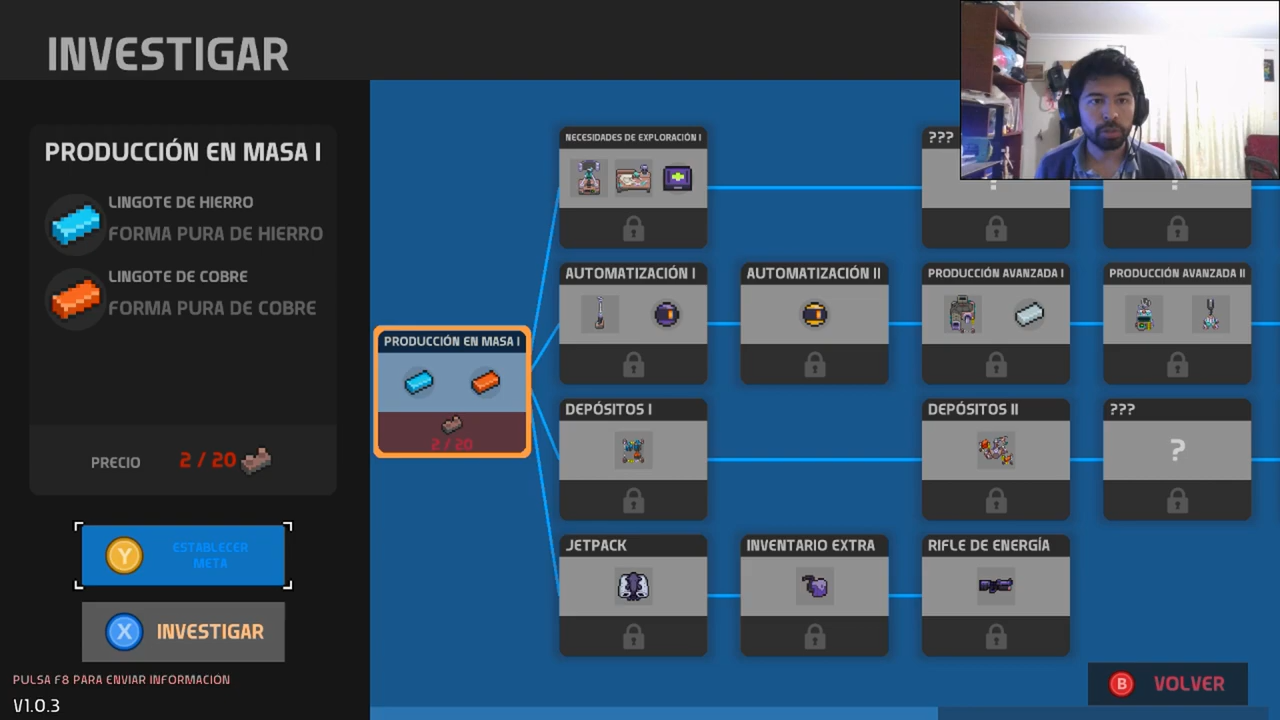 INVESTIGAR
PRODUCCIÓN EN MASA I
LINGOTE DE HIERRO
FORMA PURA DE HIERRO
LINGOTE DE COBRE
FORMA PURA DE COBRE
PRECIO 2 / 20
Y ESTABLECER
META
X INVESTIGAR
PULSA F8 PARA ENVIAR INFORMACION
V1.0.3
PRODUCCIÓN EN MASA I
2 / 20
NECESIDADES DE EXPLORACIÓN I
???
?
?
AUTOMATIZACIÓN I
AUTOMATIZACIÓN II
PRODUCCIÓN AVANZADA I
PRODUCCIÓN AVANZADA II
DEPÓSITOS I
DEPÓSITOS II
???
?
JETPACK
INVENTARIO EXTRA
RIFLE DE ENERGÍA
B VOLVER